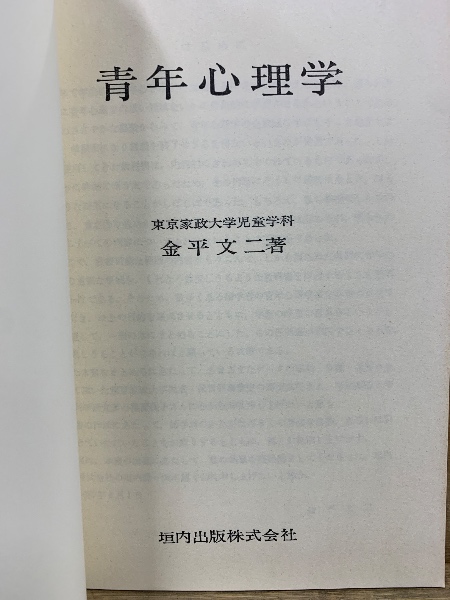 青年心理学
東京家政大学児童学科
金平文二著
垣内出版株式会社